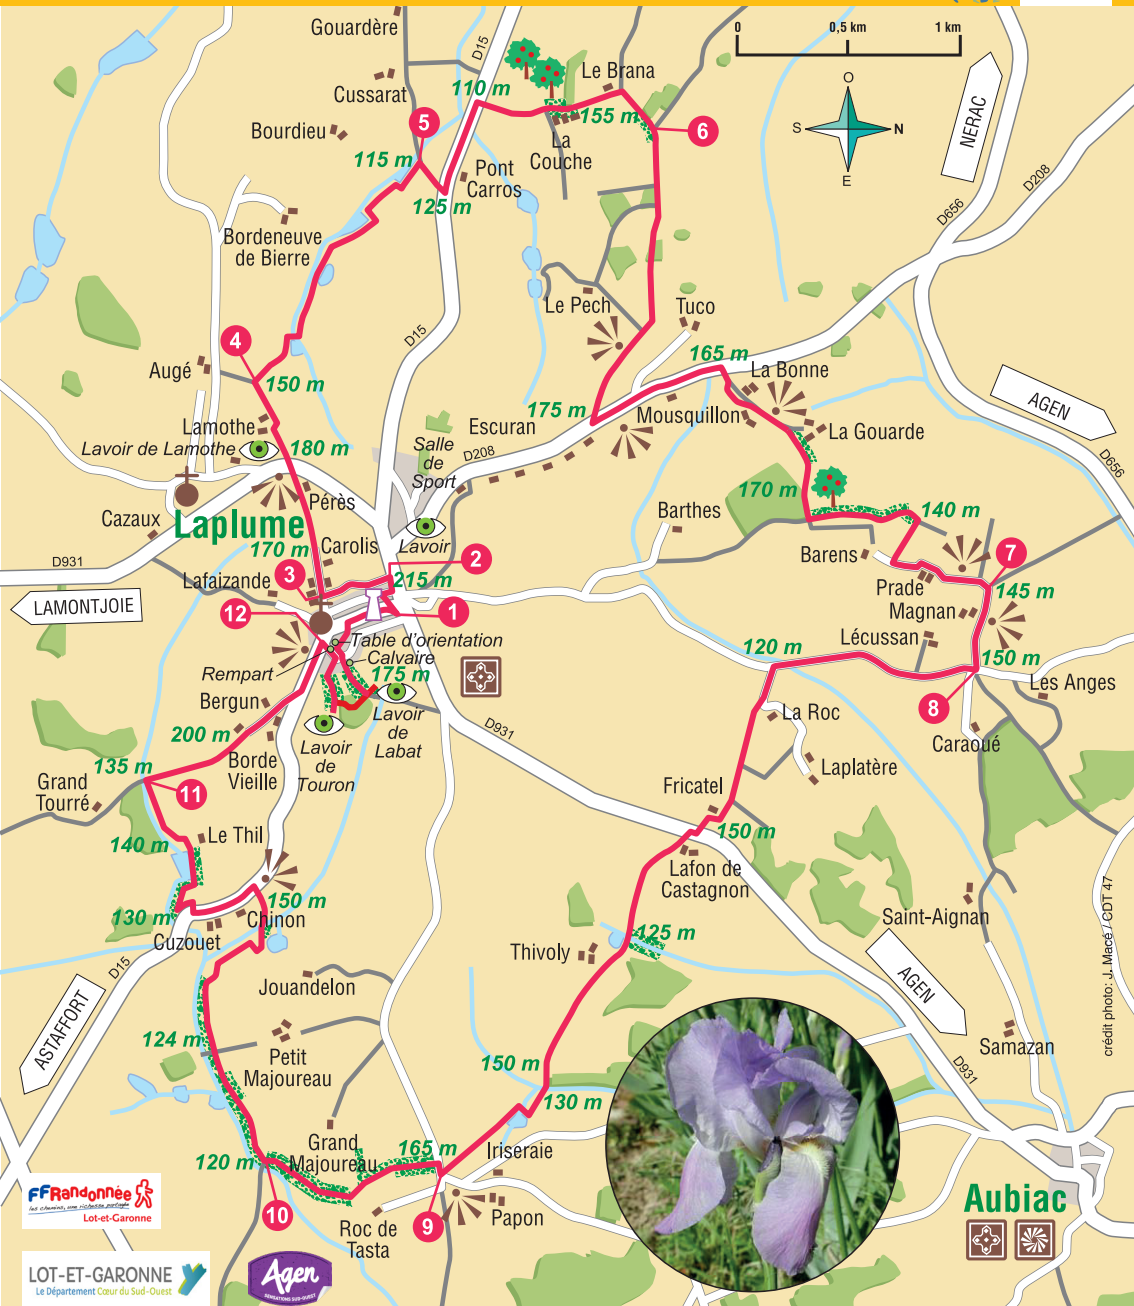 Gouardère
D15
0
0,5 km
1 km
Cussarat
110 m
Le Brana
O
S
N
E
NERAC
Bourdieu
5
155 m
6
115 m
La
Couche
Pont
Carros
D208
125 m
D656
Bordeneuve
de Bierre
Le Pech
Tuco
D15
4
165 m
Augé
150 m
La Bonne
AGEN
175 m
Mousquillon
Lamothe
Escuran
La Gouarde
Lavoir de Lamothe
180 m
Salle
de
Sport
D208
D656
170 m
Pérès
Barthes
140 m
Cazaux
Laplume
170 m
Carolis
Lavoir
Barens
D931
2
7
Lafaizande
3
215 m
Prade
145 m
LAMONTJOIE
12
1
Magnan
Table d'orientation
Lécussan
Calvaire
120 m
150 m
Rempart
175 m
Les Anges
Bergun
Lavoir
de
Labat
La Roc
8
200 m
D931
Caraoué
Lavoir
de
Touron
Borde
Vieille
135 m
Laplatère
Grand
Tourré
11
Fricatel
Le Thil
150 m
140 m
Lafon de
Castagnon
150 m
130 m
Chinon
Saint-Aignan
Cuzouet
125 m
Thivoly
D15
AGEN
Jouandelon
crédit photo: J. Macé / CDT 47
ASTAFFORT
124 m
Petit
Majoureau
150 m
Samazan
D931
130 m
Grand
Majoureau
165 m
Iriseraie
120 m
FFRandonnée
les chemins, une richesse partagée
Lot-et-Garonne
Aubiac
10
Roc de
Tasta
9
Papon
LOT-ET-GARONNE
Le Département Cœur du Sud-Ouest
Agen
SENSATIONS SUD-OUEST